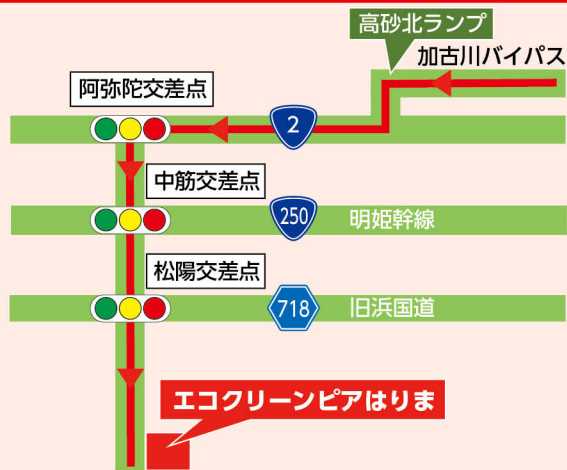 高砂北ランプ
加古川バイパス
阿弥陀交差点
2
中筋交差点
250
明姫幹線
松陽交差点
718
旧浜国道
エコクリーンピアはりま